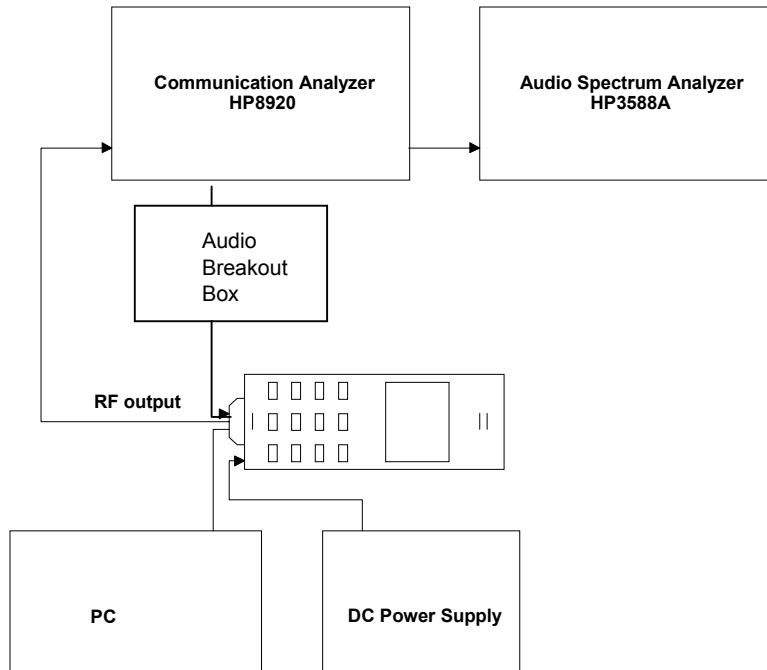 Communication Analyzer
HP8920
Audio Spectrum Analyzer
HP3588A
Audio
Breakout
Box
RF output
PC
DC Power Supply